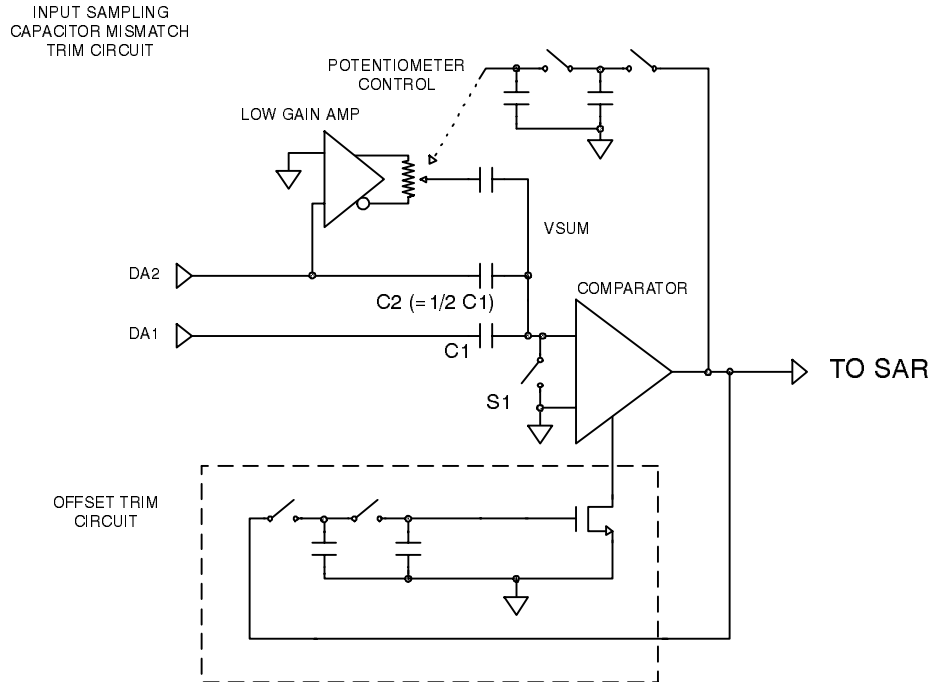 INPUT SAMPLING
CAPACITOR MISMATCH
TRIM CIRCUIT
POTENTIOMETER
CONTROL
LOW GAIN AMP
VSUM
DA2
C2 (= 1/2 C1)
COMPARATOR
DA1
C1
TO SAR
S1
OFFSET TRIM
CIRCUIT